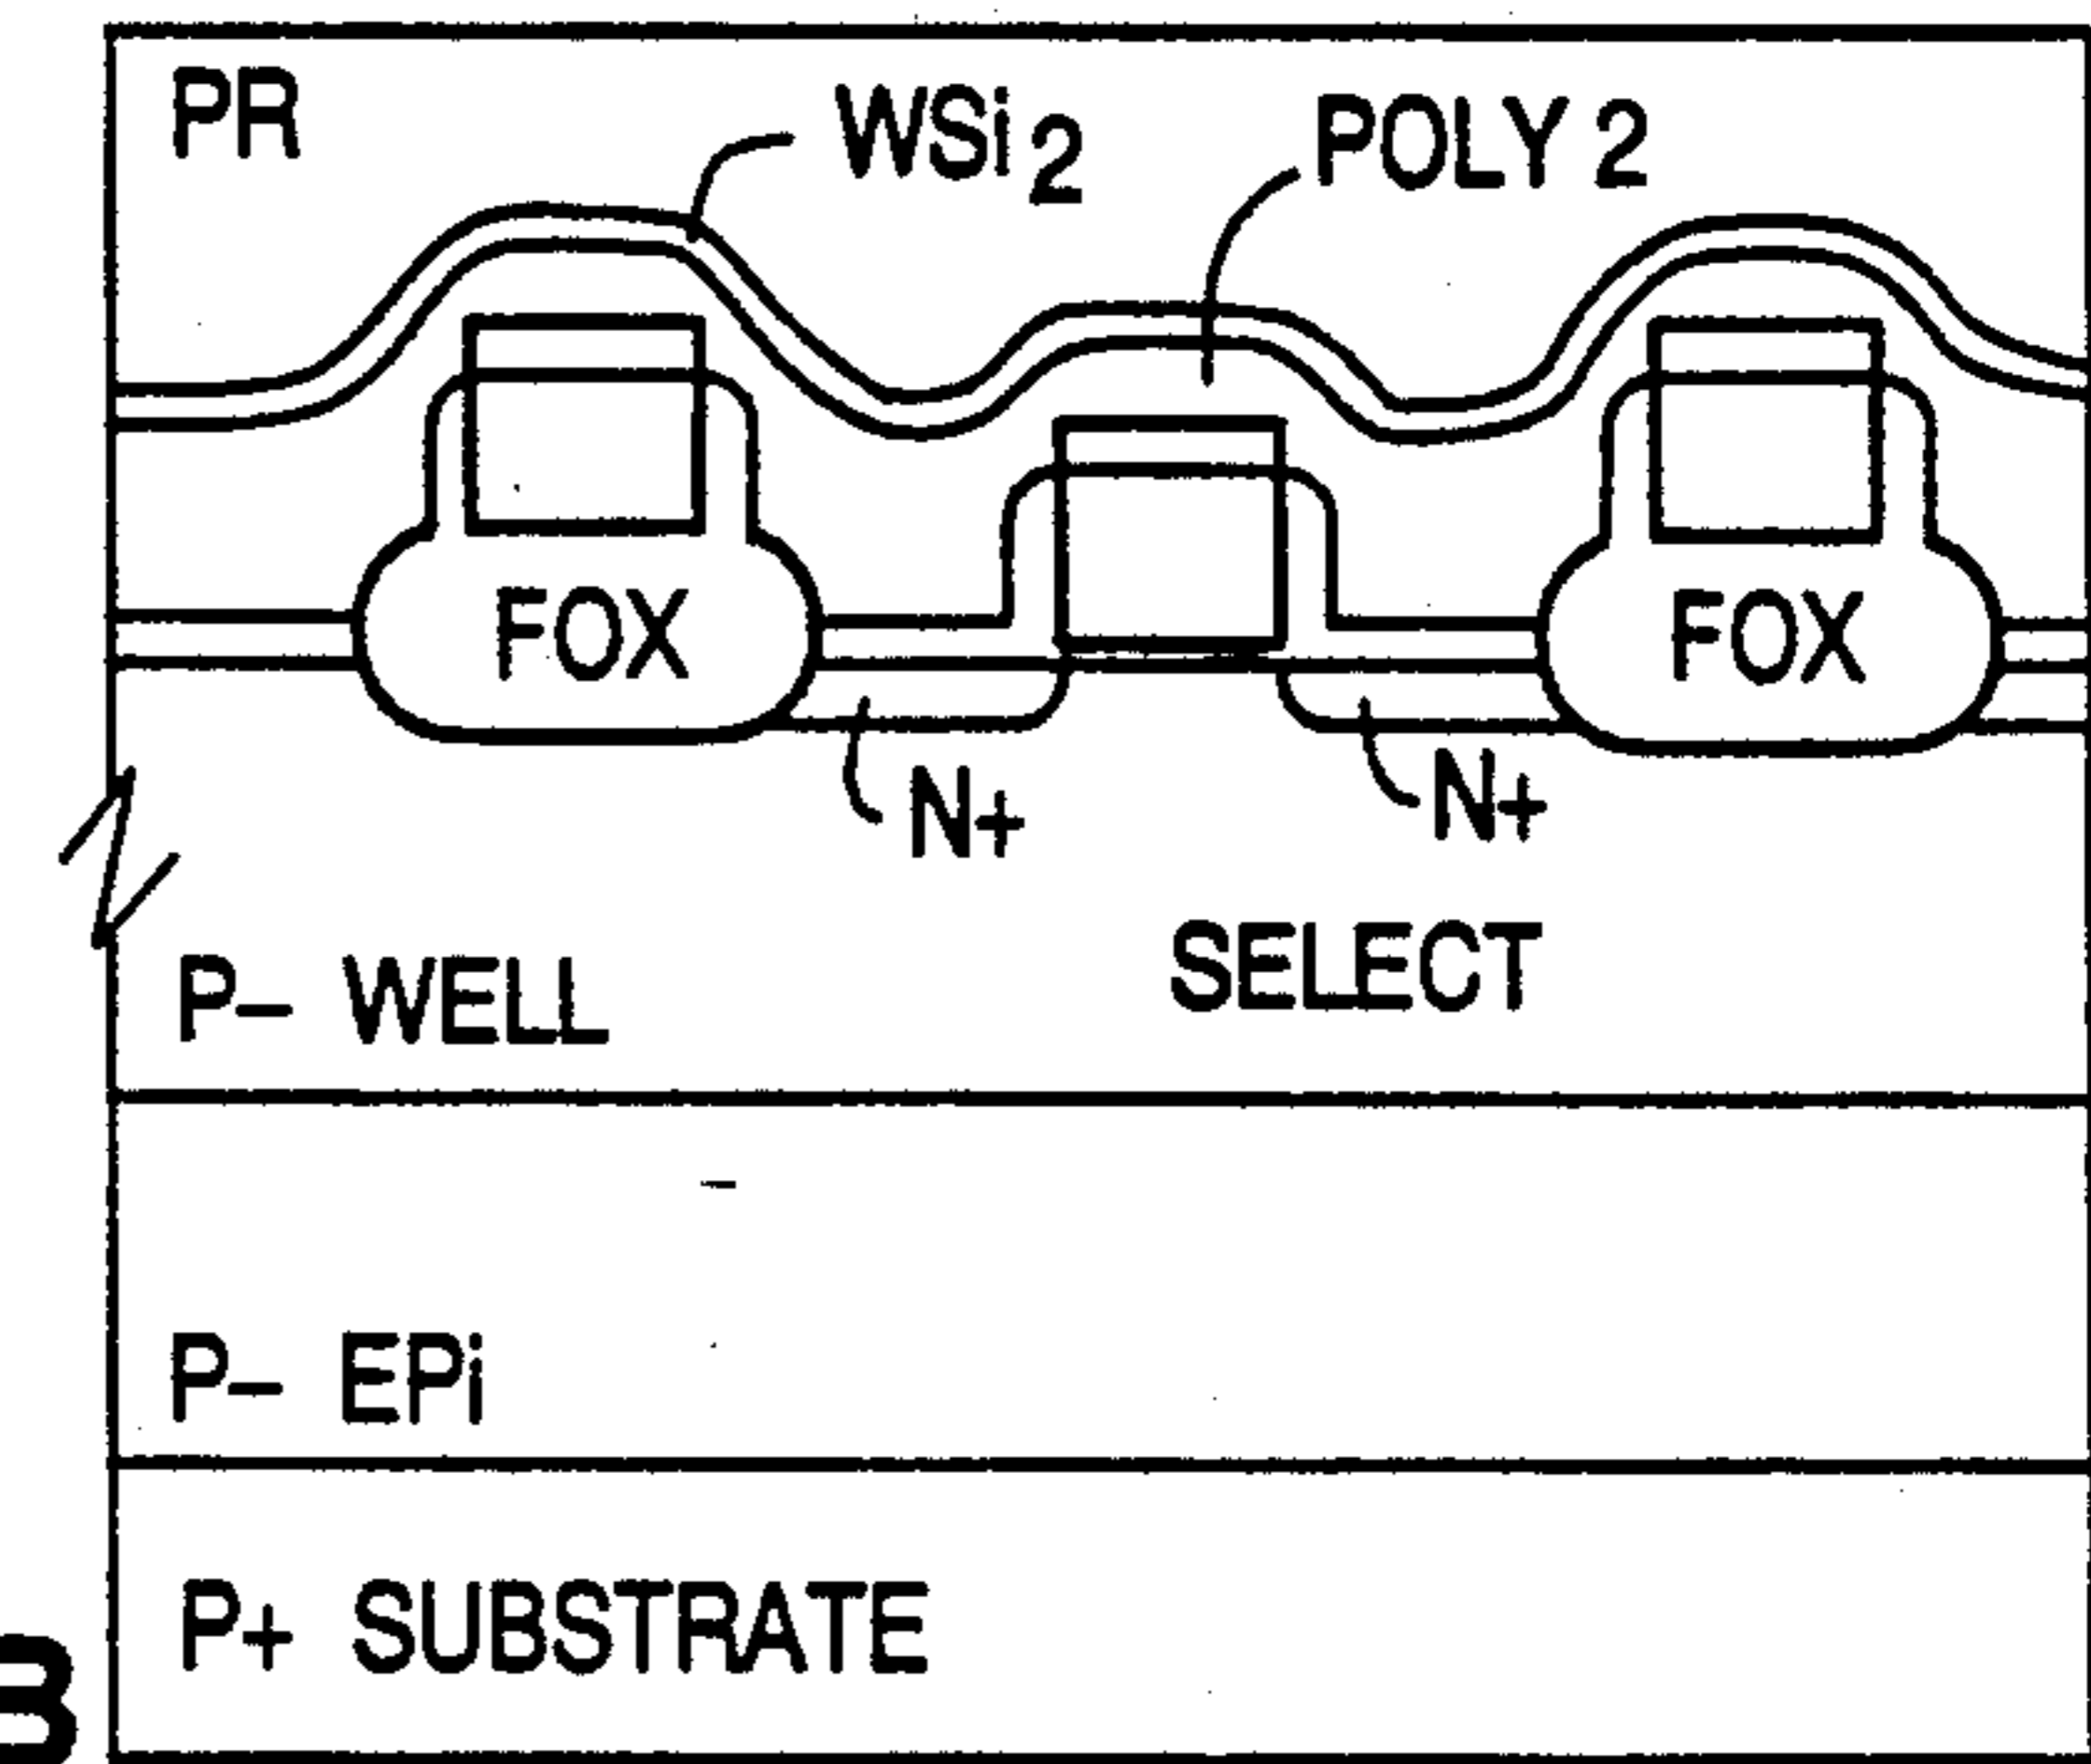 PR
WSi2
POLY 2
FOX
FOX
N+
N+
SELECT
P- WELL
P- EPi
P+ SUBSTRATE